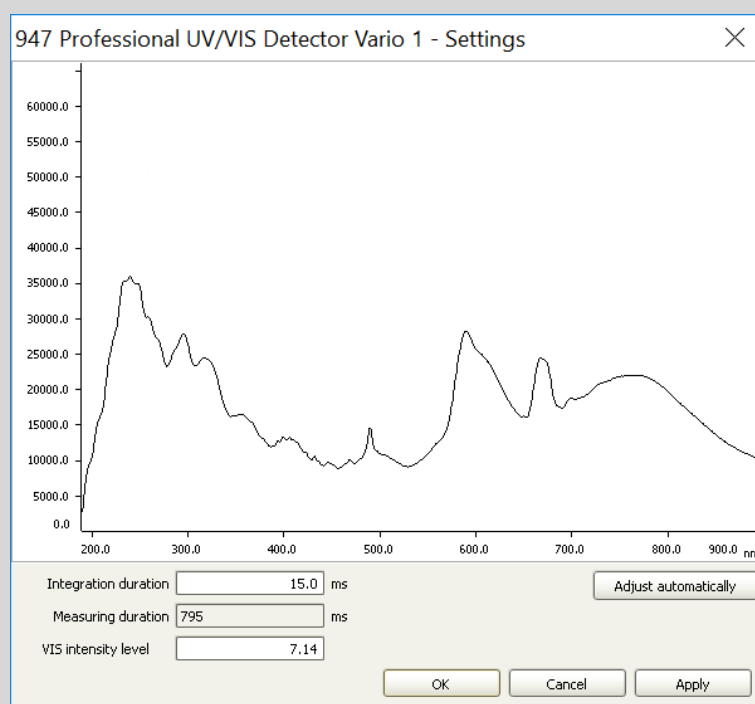 947 Professional UV/VIS Detector Vario 1 - Settings
60000.0
55000.0
50000.0
45000.0
40000.0
35000.0
30000.0
25000.0
20000.0
15000.0
10000.0
5000.0
0.0
200.0 300.0 400.0 500.0 600.0 700.0 800.0 900.0 nm
Integration duration 15.0 ms Adjust automatically
Measuring duration 795 ms
VIS intensity level 7.14
OK Cancel Apply